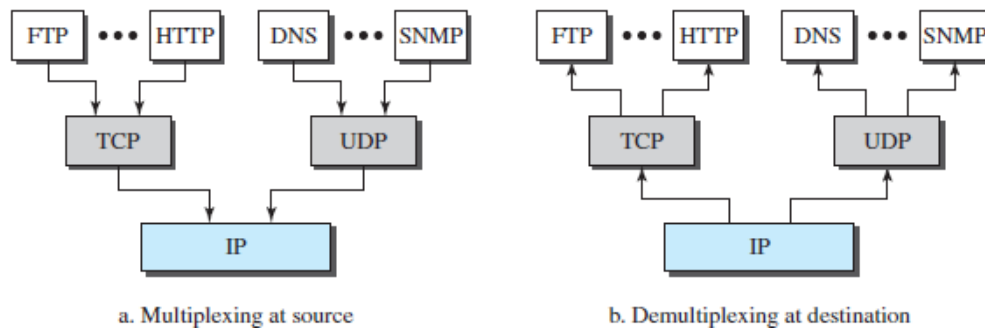 FTP ••• HTTP DNS ••• SNMP
TCP UDP
IP
a. Multiplexing at source
FTP ••• HTTP DNS ••• SNMP
TCP UDP
IP
b. Demultiplexing at destination